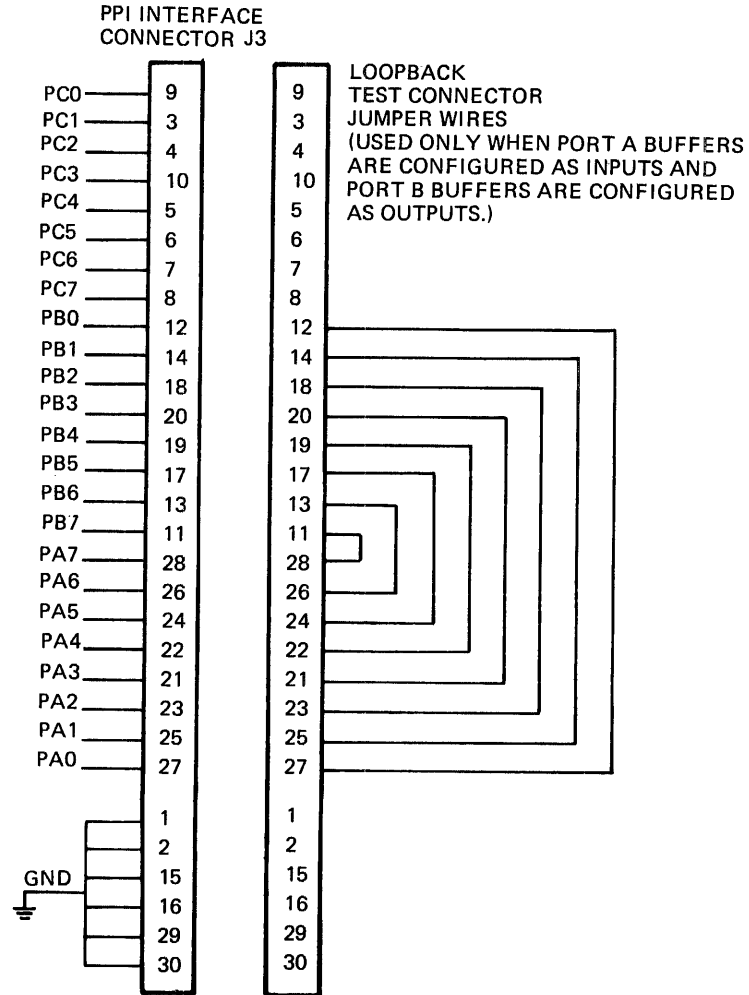 PPI INTERFACE
CONNECTOR J3
LOOPBACK
TEST CONNECTOR
JUMPER WIRES
(USED ONLY WHEN PORT A BUFFERS
ARE CONFIGURED AS INPUTS AND
PORT B BUFFERS ARE CONFIGURED
AS OUTPUTS.)
PC0 9 9
PC1 3 3
PC2 4 4
PC3 10 10
PC4 5 5
PC5 6 6
PC6 7 7
PC7 8 8
PB0 12 12
PB1 14 14
PB2 18 18
PB3 20 20
PB4 19 19
PB5 17 17
PB6 13 13
PB7 11 11
PA7 28 28
PA6 26 26
PA5 24 24
PA4 22 22
PA3 21 21
PA2 23 23
PA1 25 25
PA0 27 27
1 1
2 2
GND 15 15
16 16
29 29
30 30